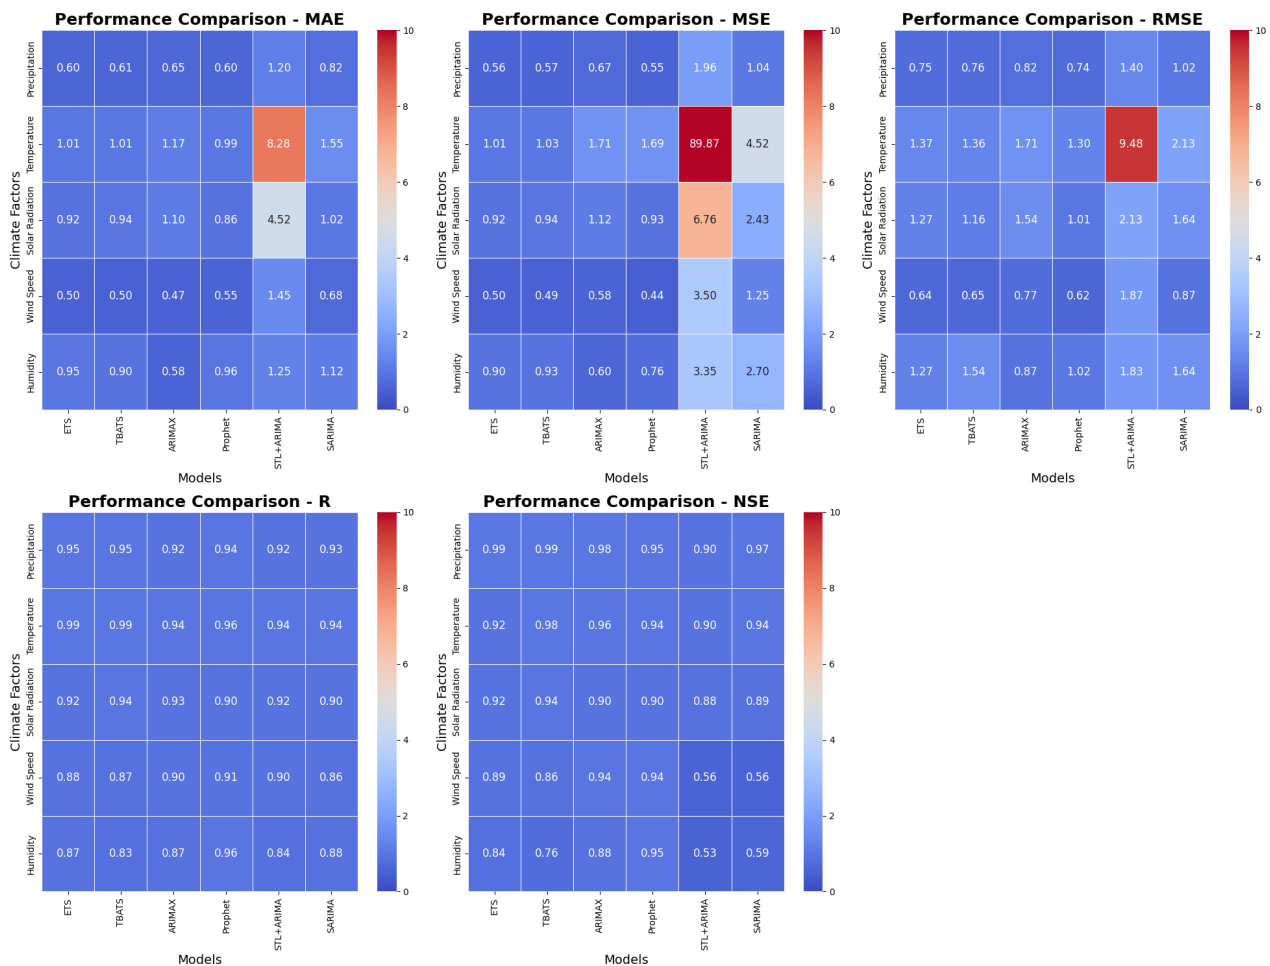 Performance Comparison - MAE
Climate Factors
Precipitation
0.60 0.61 0.65 0.60 1.20 0.82
Temperature
1.01 1.01 1.17 0.99 8.28 1.55
Solar Radiation
0.92 0.94 1.10 0.86 4.52 1.02
Wind Speed
0.50 0.50 0.47 0.55 1.45 0.68
Humidity
0.95 0.90 0.58 0.96 1.25 1.12
ETS TBATS ARIMAX Prophet STL+ARIMA SARIMA
Models
10
8
6
4
2
0
Performance Comparison - MSE
Climate Factors
Precipitation
0.56 0.57 0.67 0.55 1.96 1.04
Temperature
1.01 1.03 1.71 1.69 89.87 4.52
Solar Radiation
0.92 0.94 1.12 0.93 6.76 2.43
Wind Speed
0.50 0.49 0.58 0.44 3.50 1.25
Humidity
0.90 0.93 0.60 0.76 3.35 2.70
ETS TBATS ARIMAX Prophet STL+ARIMA SARIMA
Models
10
8
6
4
2
0
Performance Comparison - RMSE
Climate Factors
Precipitation
0.75 0.76 0.82 0.74 1.40 1.02
Temperature
1.37 1.36 1.71 1.30 9.48 2.13
Solar Radiation
1.27 1.16 1.54 1.01 2.13 1.64
Wind Speed
0.64 0.65 0.77 0.62 1.87 0.87
Humidity
1.27 1.54 0.87 1.02 1.83 1.64
ETS TBATS ARIMAX Prophet STL+ARIMA SARIMA
Models
10
8
6
4
2
0
Performance Comparison - R
Climate Factors
Precipitation
0.95 0.95 0.92 0.94 0.92 0.93
Temperature
0.99 0.99 0.94 0.96 0.94 0.94
Solar Radiation
0.92 0.94 0.93 0.90 0.92 0.90
Wind Speed
0.88 0.87 0.90 0.91 0.90 0.86
Humidity
0.87 0.83 0.87 0.96 0.84 0.88
ETS TBATS ARIMAX Prophet STL+ARIMA SARIMA
Models
10
8
6
4
2
0
Performance Comparison - NSE
Climate Factors
Precipitation
0.99 0.99 0.98 0.95 0.90 0.97
Temperature
0.92 0.98 0.96 0.94 0.90 0.94
Solar Radiation
0.92 0.94 0.90 0.90 0.88 0.89
Wind Speed
0.89 0.86 0.94 0.94 0.56 0.56
Humidity
0.84 0.76 0.88 0.95 0.53 0.59
ETS TBATS ARIMAX Prophet STL+ARIMA SARIMA
Models
10
8
6
4
2
0